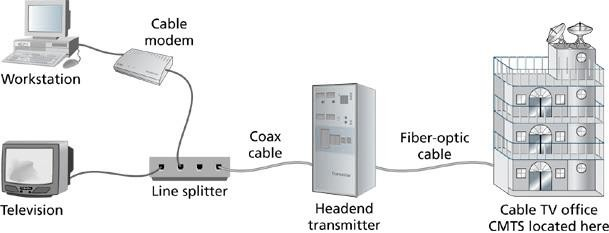 Cable
modem
Workstation
Coax
cable
Fiber-optic
cable
Line splitter
Television
Headend
transmitter
Cable TV office
CMTS located here